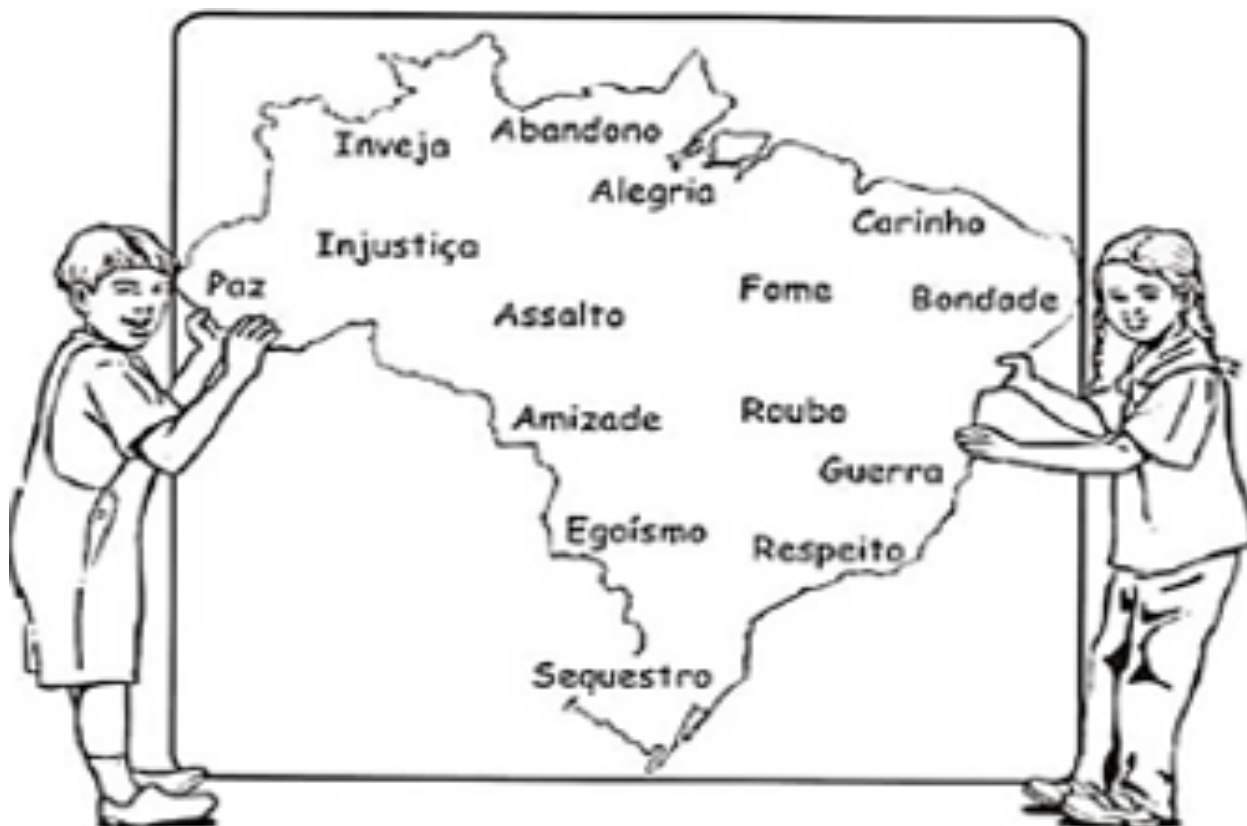 Abandono
Inveja
Alegria
Carinho
Injustiça
Paz
Fome
Bondade
Assalto
Amizade
Roubo
Guerra
Egoísmo
Respeito
Sequestro